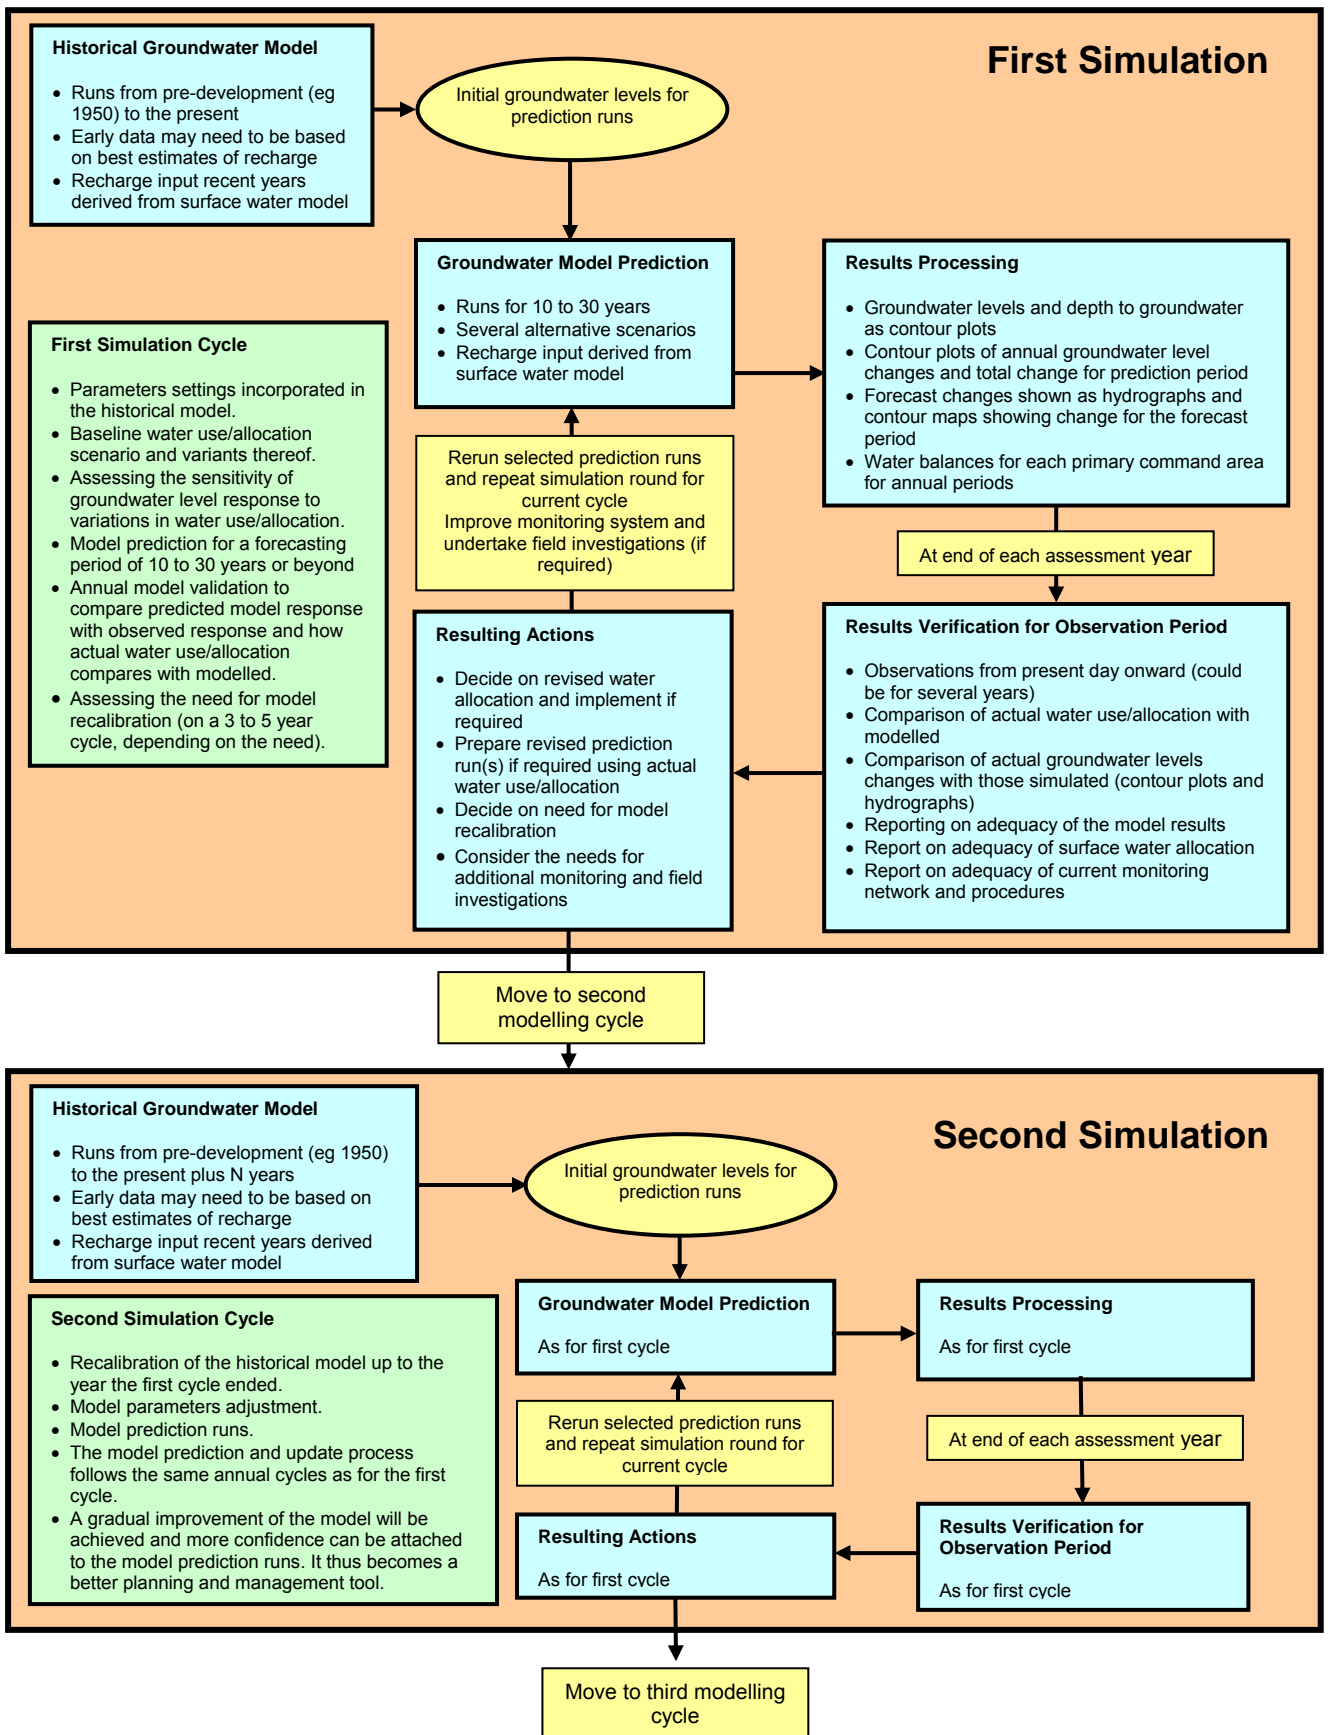 First Simulation
Historical Groundwater Model
• Runs from pre-development (eg
1950) to the present
• Early data may need to be based
on best estimates of recharge
• Recharge input recent years
derived from surface water model
Initial groundwater levels for
prediction runs
Groundwater Model Prediction
• Runs for 10 to 30 years
• Several alternative scenarios
• Recharge input derived from
surface water model
Results Processing
• Groundwater levels and depth to groundwater
as contour plots
• Contour plots of annual groundwater level
changes and total change for prediction period
• Forecast changes shown as hydrographs and
contour maps showing change for the forecast
period
• Water balances for each primary command area
for annual periods
First Simulation Cycle
• Parameters settings incorporated in
the historical model.
• Baseline water use/allocation
scenario and variants thereof.
• Assessing the sensitivity of
groundwater level response to
variations in water use/allocation.
• Model prediction for a forecasting
period of 10 to 30 years or beyond
• Annual model validation to
compare predicted model response
with observed response and how
actual water use/allocation
compares with modelled.
• Assessing the need for model
recalibration (on a 3 to 5 year
cycle, depending on the need).
Rerun selected prediction runs
and repeat simulation round for
current cycle
Improve monitoring system and
undertake field investigations (if
required)
At end of each assessment year
Resulting Actions
• Decide on revised water
allocation and implement if
required
• Prepare revised prediction
run(s) if required using actual
water use/allocation
• Decide on need for model
recalibration
• Consider the needs for
additional monitoring and field
investigations
Results Verification for Observation Period
• Observations from present day onward (could
be for several years)
• Comparison of actual water use/allocation with
modelled
• Comparison of actual groundwater levels
changes with those simulated (contour plots and
hydrographs)
• Reporting on adequacy of the model results
• Report on adequacy of surface water allocation
• Report on adequacy of current monitoring
network and procedures
Move to second
modelling cycle
Second Simulation
Historical Groundwater Model
• Runs from pre-development (eg 1950)
to the present plus N years
• Early data may need to be based on
best estimates of recharge
• Recharge input recent years derived
from surface water model
Initial groundwater levels for
prediction runs
Groundwater Model Prediction
As for first cycle
Results Processing
As for first cycle
Second Simulation Cycle
• Recalibration of the historical model up to the
year the first cycle ended.
• Model parameters adjustment.
• Model prediction runs.
• The model prediction and update process
follows the same annual cycles as for the first
cycle.
• A gradual improvement of the model will be
achieved and more confidence can be attached
to the model prediction runs. It thus becomes a
better planning and management tool.
Rerun selected prediction runs
and repeat simulation round for
current cycle
At end of each assessment year
Resulting Actions
As for first cycle
Results Verification for
Observation Period
As for first cycle
Move to third modelling
cycle